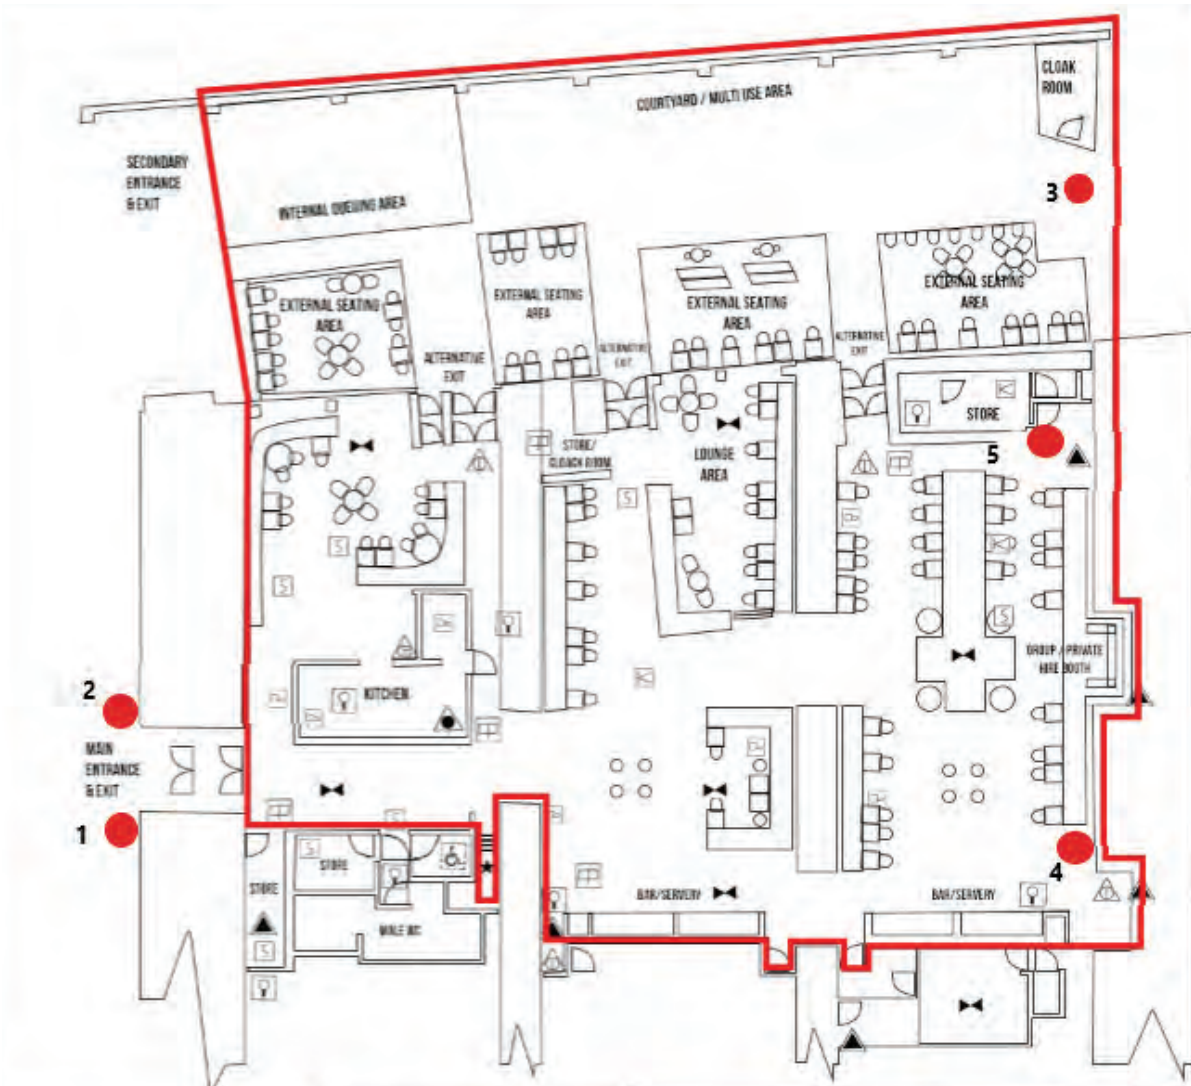 CLOAK
ROOM
COURTYARD / MULTI USE AREA
SECONDARY
ENTRANCE
& EXIT
3
INTERNAL QUEUING AREA
EXTERNAL SEATING
AREA
EXTERNAL SEATING
AREA
EXTERNAL SEATING
AREA
EXTERNAL SEATING
AREA
ALTERNATIVE
EXIT
ALTERNATIVE
EXIT
ALTERNATIVE
EXIT
STORE
5
STORE/
CLOACK ROOM
LOUNGE
AREA
GROUP / PRIVATE
HIRE BOOTH
2
KITCHEN
MAIN
ENTRANCE
& EXIT
1
STORE
STORE
MALE WC
BAR/SERVERY
BAR/SERVERY
4